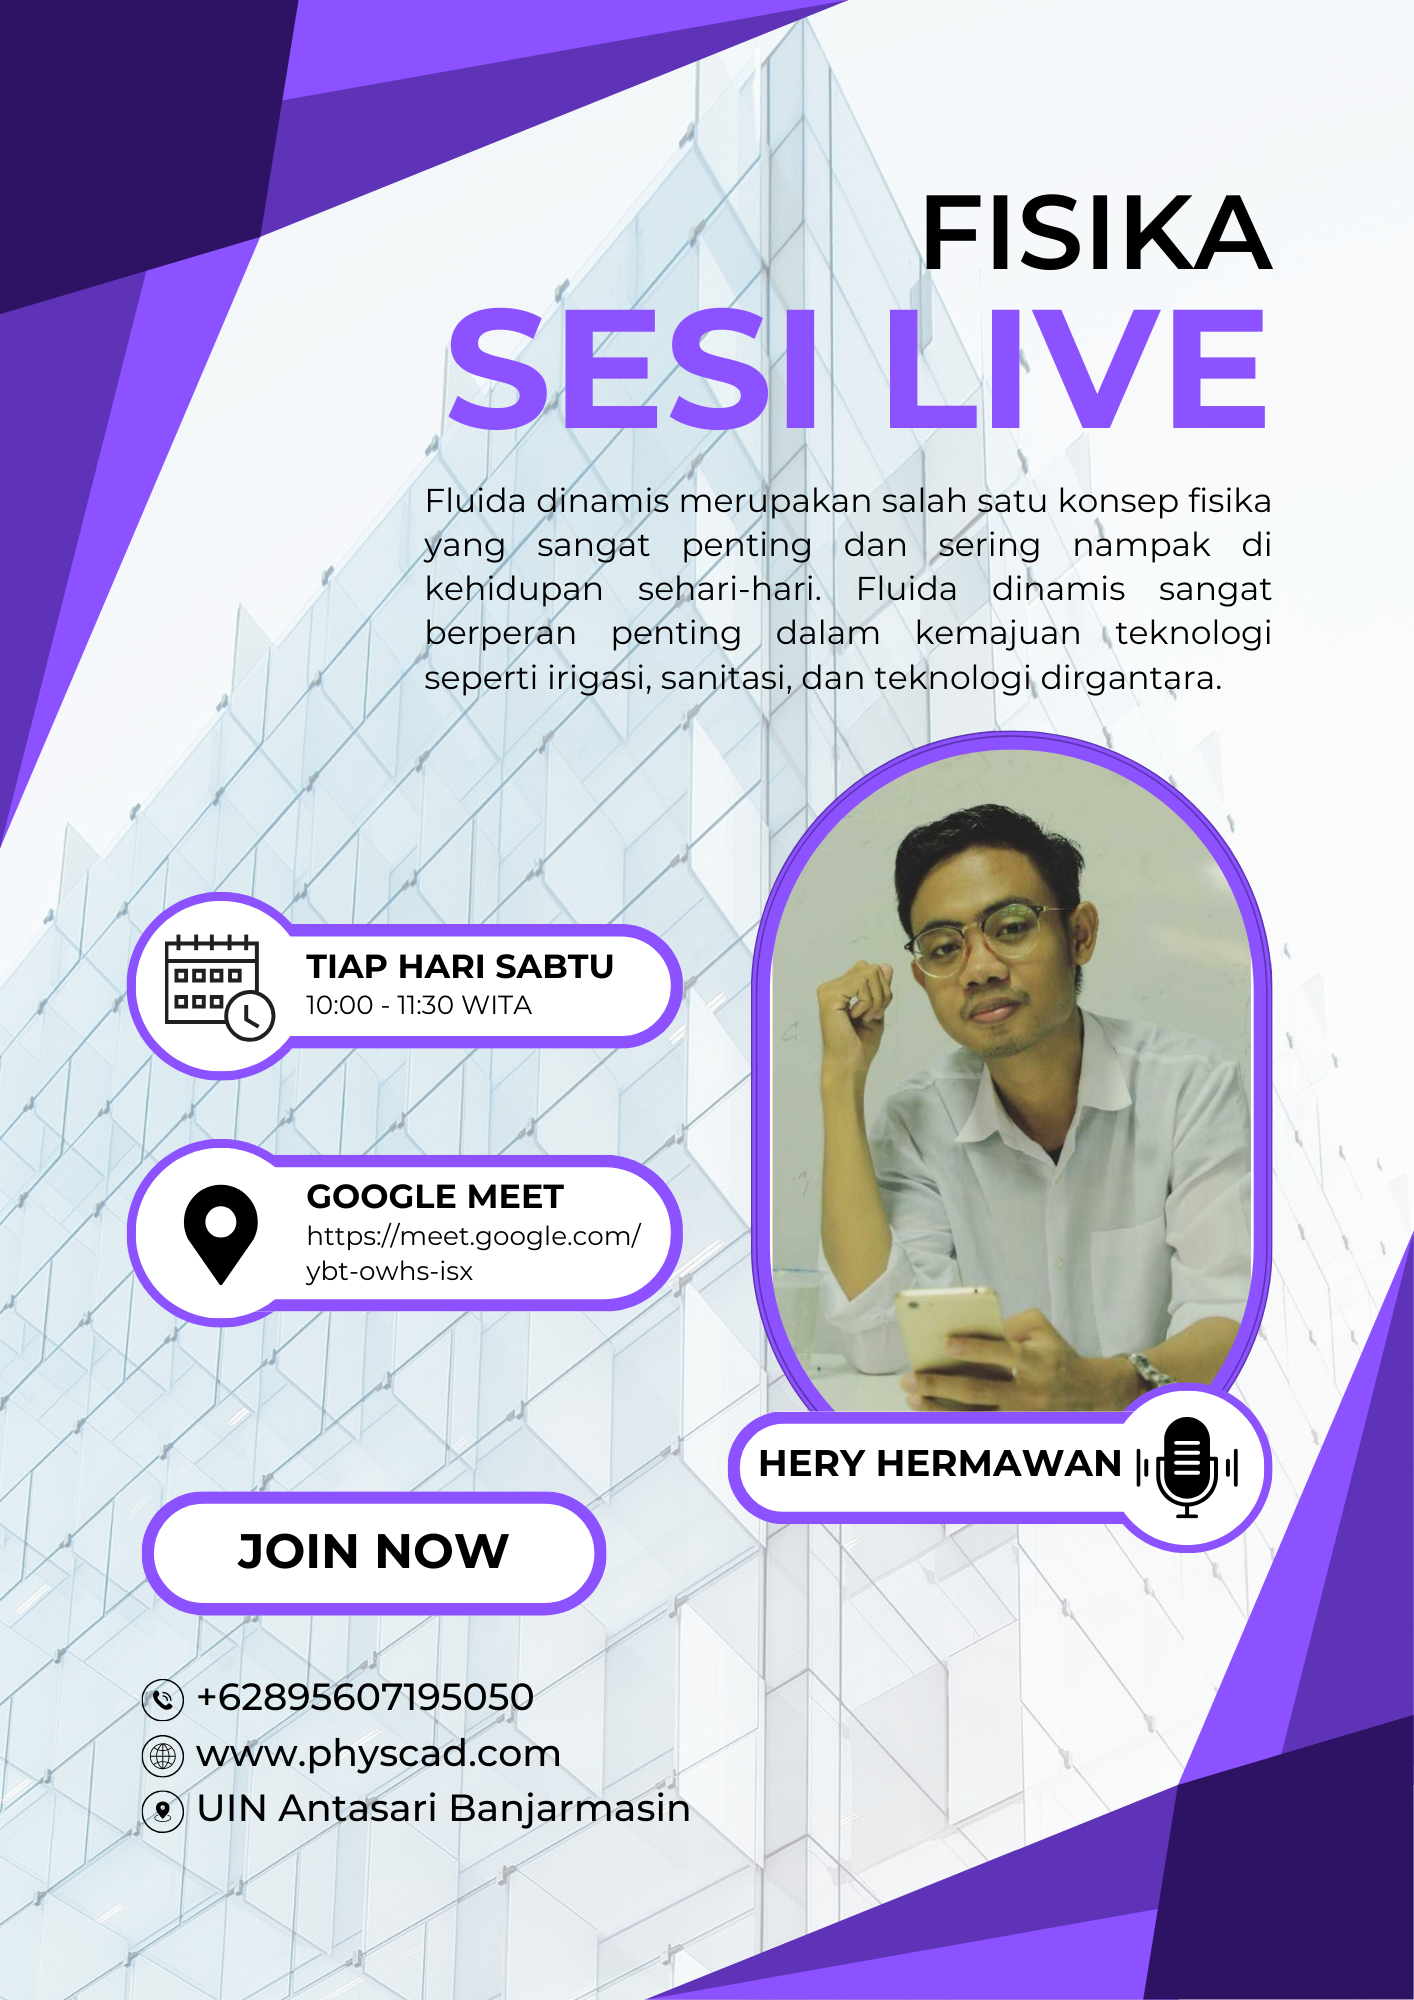 FISIKA
SESI LIVE
Fluida dinamis merupakan salah satu konsep fisika
yang sangat penting dan sering nampak di
kehidupan sehari-hari. Fluida dinamis sangat
berperan penting dalam kemajuan teknologi
seperti irigasi, sanitasi, dan teknologi dirgantara.
TIAP HARI SABTU
10:00 - 11:30 WITA
GOOGLE MEET
https://meet.google.com/
ybt-owhs-isx
HERY HERMAWAN
JOIN NOW
+62895607195050
www.physcad.com
UIN Antasari Banjarmasin